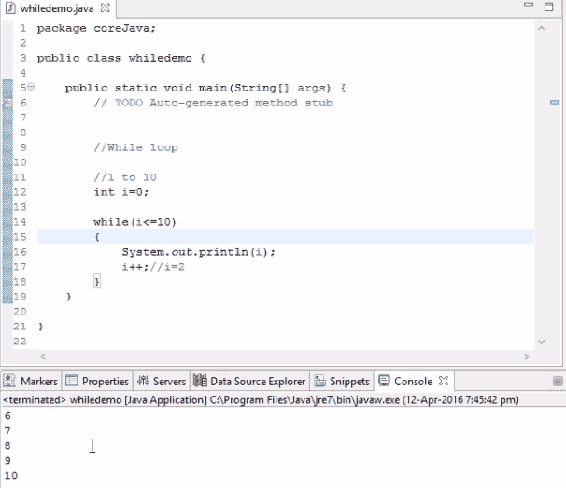 whiledemo.java
1 package coreJava;
2
3 public class whiledemo {
4
5 public static void main(String[] args) {
6 // TODO Auto-generated method stub
7
8
9 //While loop
10
11 //1 to 10
12 int i=0;
13
14 while(i<=10)
15 {
16 System.out.println(i);
17 i++;//i=2
18 }
19 }
20
21 }
22
Markers Properties Servers Data Source Explorer Snippets Console
<terminated> whiledemo [Java Application] C:\Program Files\Java\jre7\bin\javaw.exe (12-Apr-2016 7:45:42 pm)
6
7
8
9
10